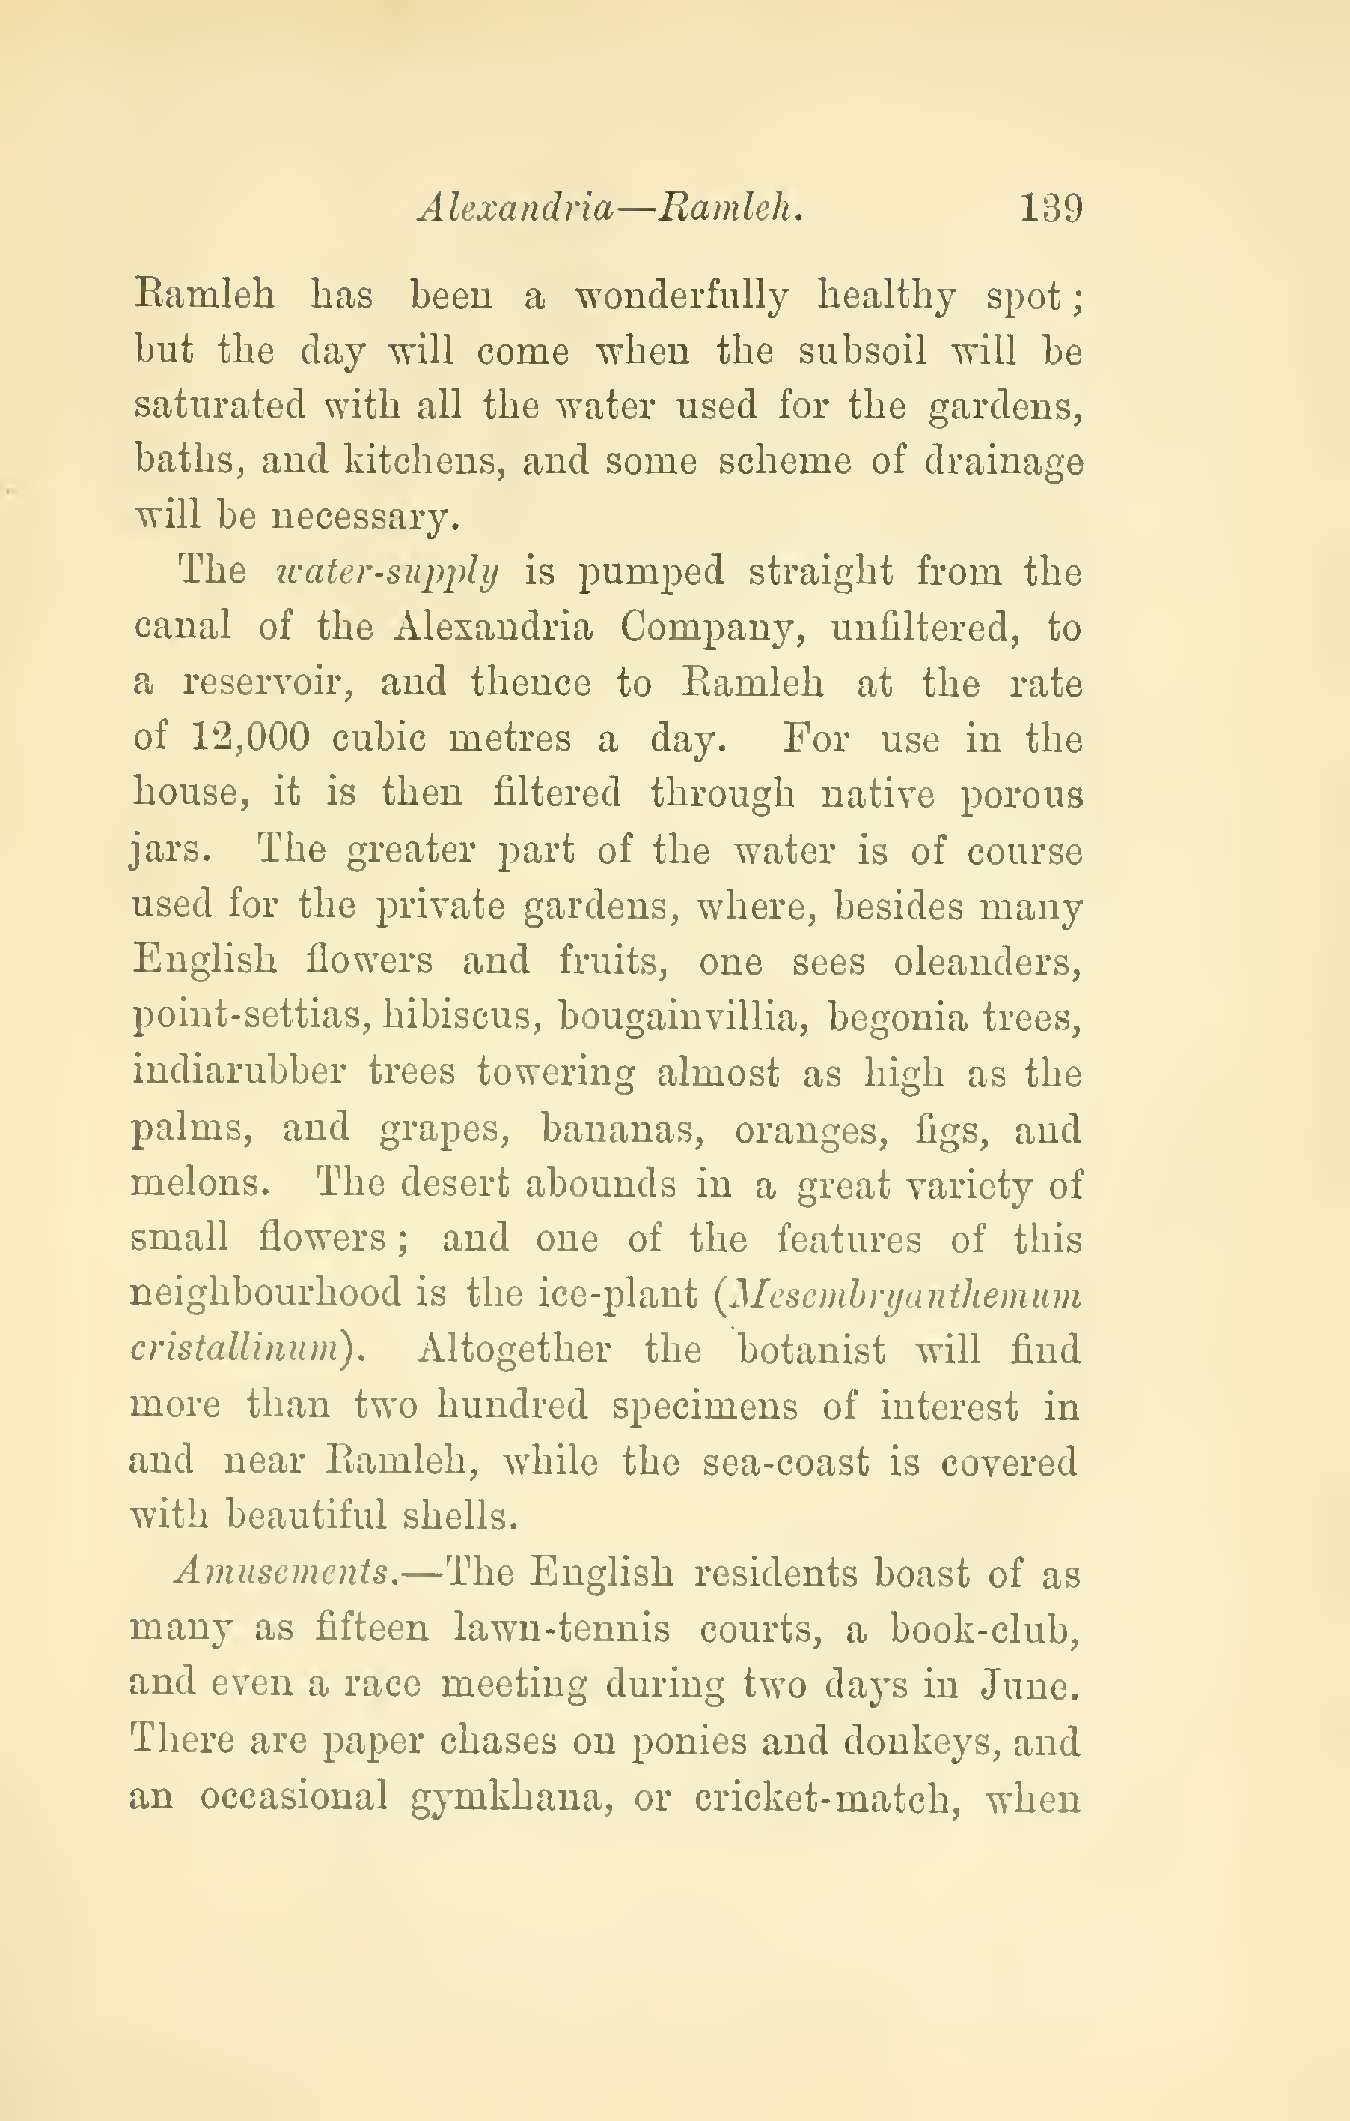 Alexandria—Ramleh. 139
Ramleh has been a wonderfully healthy spot;
but the day will come when the subsoil will be
saturated with all the water used for the gardens,
baths, and kitchens, and some scheme of drainage
will be necessary.
The water-supply is pumped straight from the
canal of the Alexandria Company, unfiltered, to
a reservoir, and thence to Ramleh at the rate
of 12,000 cubic metres a day. For use in the
house, it is then filtered through native porous
jars. The greater part of the water is of course
used for the private gardens, where, besides many
English flowers and fruits, one sees oleanders,
point-settias, hibiscus, bougainvillia, begonia trees,
indiarubber trees towering almost as high as the
palms, and grapes, bananas, oranges, figs, and
melons. The desert abounds in a great variety of
small flowers; and one of the features of this
neighbourhood is the ice-plant (Mesembryanthemum
cristallinum). Altogether the botanist will find
more than two hundred specimens of interest in
and near Ramleh, while the sea-coast is covered
with beautiful shells.
Amusements.—The English residents boast of as
many as fifteen lawn-tennis courts, a book-club,
and even a race meeting during two days in June.
There are paper chases on ponies and donkeys, and
an occasional gymkhana, or cricket-match, when